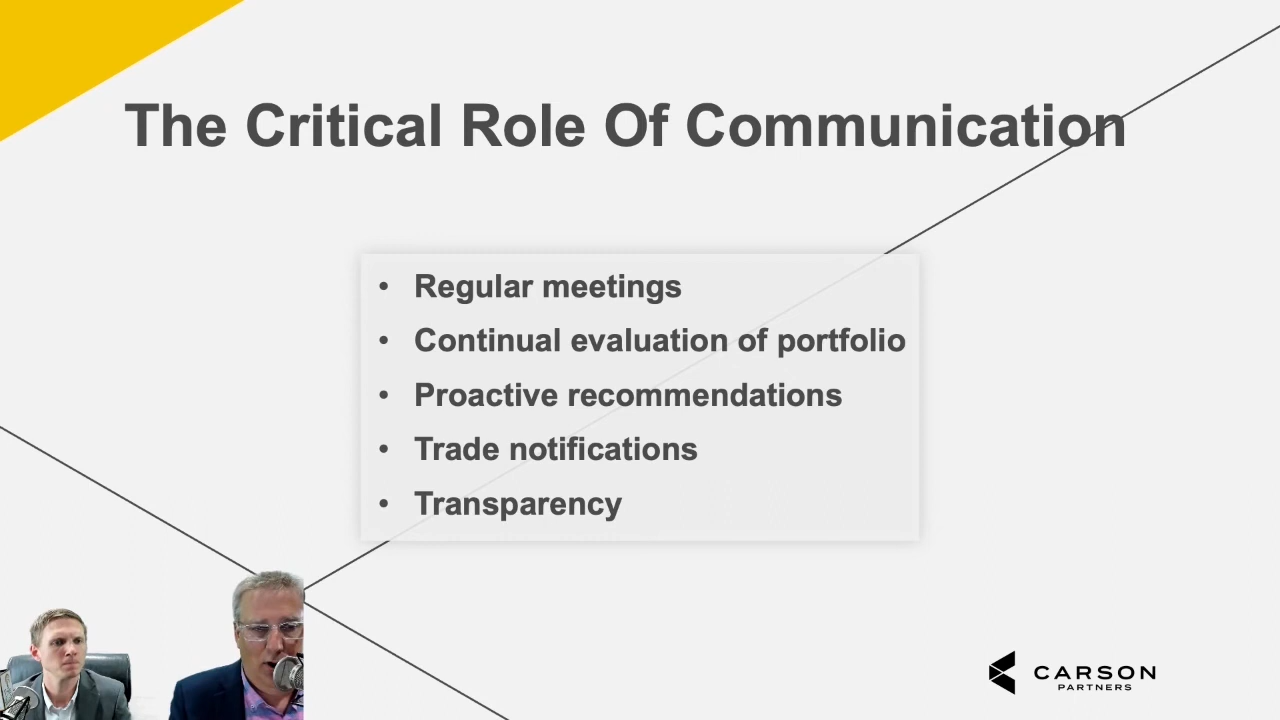 The Critical Role Of Communication
• Regular meetings
• Continual evaluation of portfolio
• Proactive recommendations
• Trade notifications
• Transparency
CARSON
PARTNERS